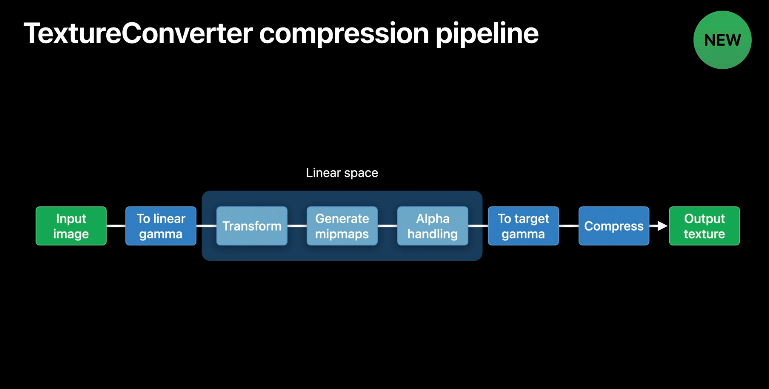 TextureConverter compression pipeline
NEW
Linear space
Input
image
To linear
gamma
Transform
Generate
mipmaps
Alpha
handling
To target
gamma
Compress
Output
texture